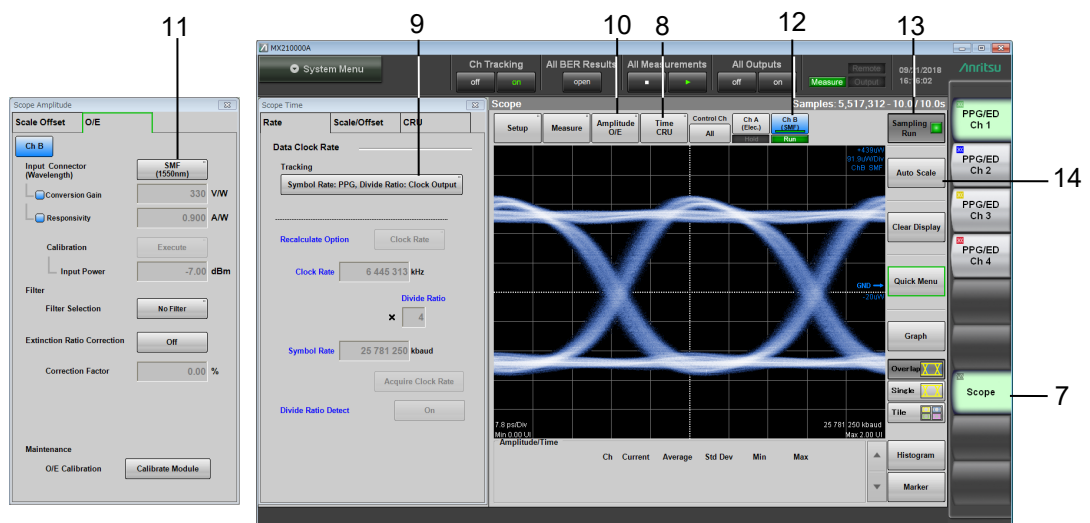 11
9
10
8
12
13
MX210000A
System Menu
Ch Tracking
off on
All BER Results
open
All Measurements
All Outputs
off on
Remote
Measure Output
09/21/2018
16:16:02
Anritsu
Scope Amplitude
Scale Offset O/E
Ch B
Input Connector
(Wavelength)
SMF
(1550nm)
Conversion Gain 330 V/W
Responsivity 0.900 A/W
Calibration Execute
Input Power -7.00 dBm
Filter
Filter Selection No Filter
Extinction Ratio Correction Off
Correction Factor 0.00 %
Maintenance
O/E Calibration Calibrate Module
Scope Time
Rate Scale/Offset CRU
Data Clock Rate
Tracking
Symbol Rate: PPG, Divide Ratio: Clock Output
Recalculate Option Clock Rate
Clock Rate 6 445 313 kHz
Divide Ratio
× 4
Symbol Rate 25 781 250 kbaud
Acquire Clock Rate
Divide Ratio Detect On
Scope
Samples: 5,517,312 - 10.0 / 10.0s
Setup
Measure
Amplitude
O/E
Time
CRU
Control Ch
All
Ch A
(Elec.)
Hold
Ch B
(SMF)
Run
+439uW
91.9uW/Div
ChB: SMF
GND
-20uW
7.8 ps/Div
Min 0.00 UI
25 781 250 kbaud
Max 2.00 UI
Amplitude/Time
Ch Current Average Std Dev Min Max
Sampling
Run
Auto Scale
Clear Display
Quick Menu
Graph
Overlap
Single
Tile
Histogram
Marker
PPG/ED
Ch 1
PPG/ED
Ch 2
PPG/ED
Ch 3
PPG/ED
Ch 4
Scope
14
7